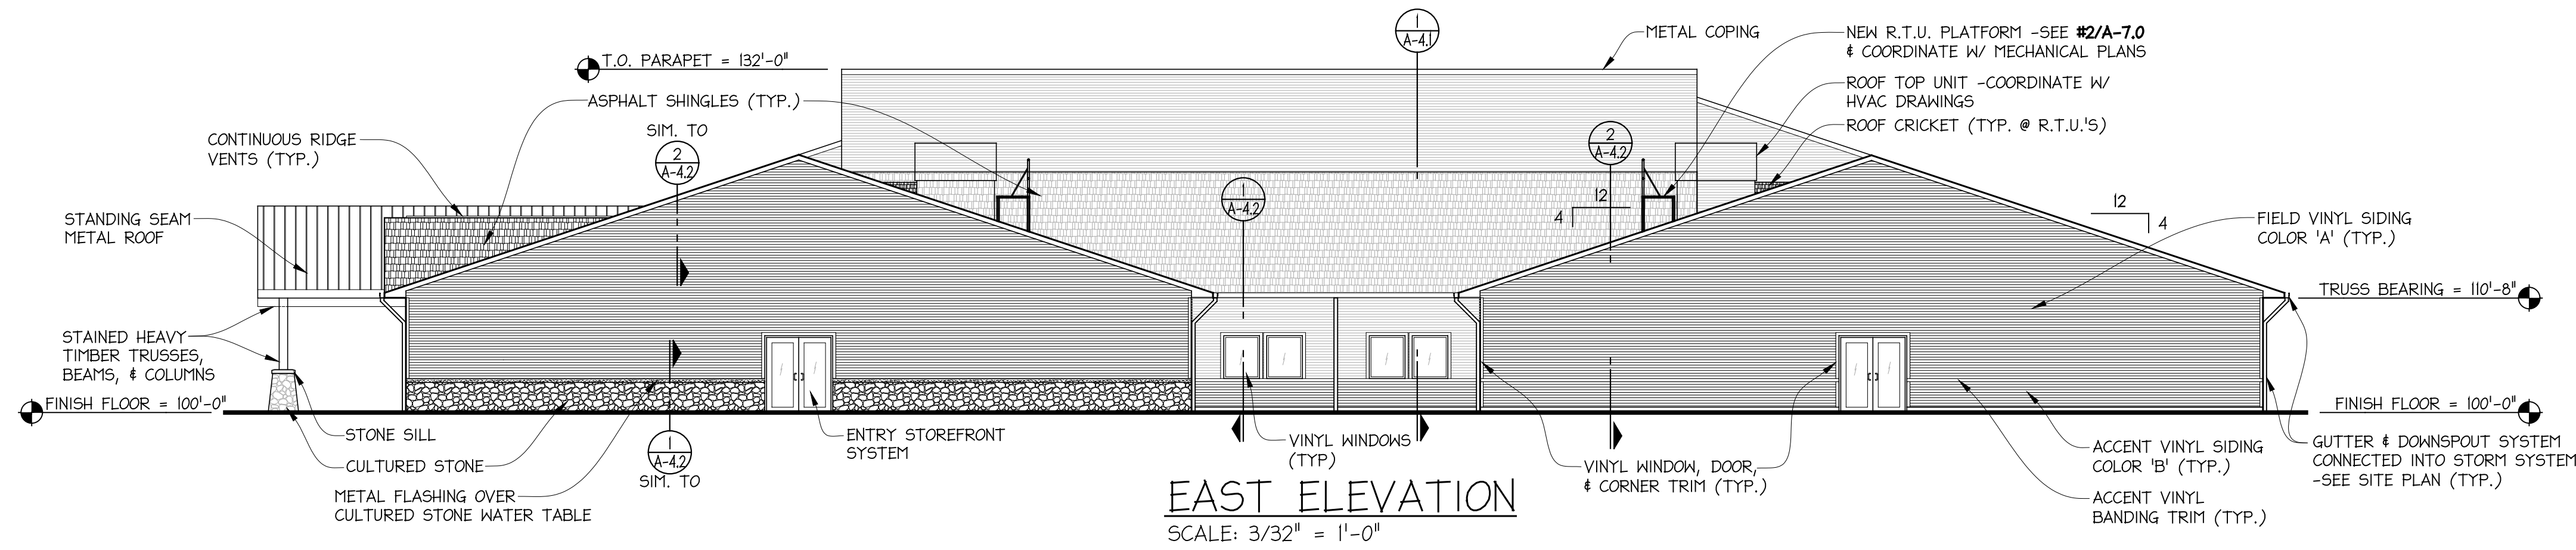 1
A-4.1
METAL COPING
NEW R.T.U. PLATFORM -SEE #2/A-7.0
& COORDINATE W/ MECHANICAL PLANS
T.O. PARAPET = 132'-0"
ROOF TOP UNIT -COORDINATE W/
HVAC DRAWINGS
ASPHALT SHINGLES (TYP.)
ROOF CRICKET (TYP. @ R.T.U.'S)
CONTINUOUS RIDGE
VENTS (TYP.)
SIM. TO
2
A-4.2
2
A-4.2
1
A-4.2
12
4
12
4
STANDING SEAM
METAL ROOF
FIELD VINYL SIDING
COLOR 'A' (TYP.)
TRUSS BEARING = 110'-8"
STAINED HEAVY
TIMBER TRUSSES,
BEAMS, & COLUMNS
FINISH FLOOR = 100'-0"
FINISH FLOOR = 100'-0"
STONE SILL
CULTURED STONE
METAL FLASHING OVER
CULTURED STONE WATER TABLE
1
A-4.2
SIM. TO
ENTRY STOREFRONT
SYSTEM
VINYL WINDOWS
(TYP)
VINYL WINDOW, DOOR,
& CORNER TRIM (TYP.)
ACCENT VINYL SIDING
COLOR 'B' (TYP.)
ACCENT VINYL
BANDING TRIM (TYP.)
GUTTER & DOWNSPOUT SYSTEM
CONNECTED INTO STORM SYSTEM
-SEE SITE PLAN (TYP.)
EAST ELEVATION
SCALE: 3/32" = 1'-0"